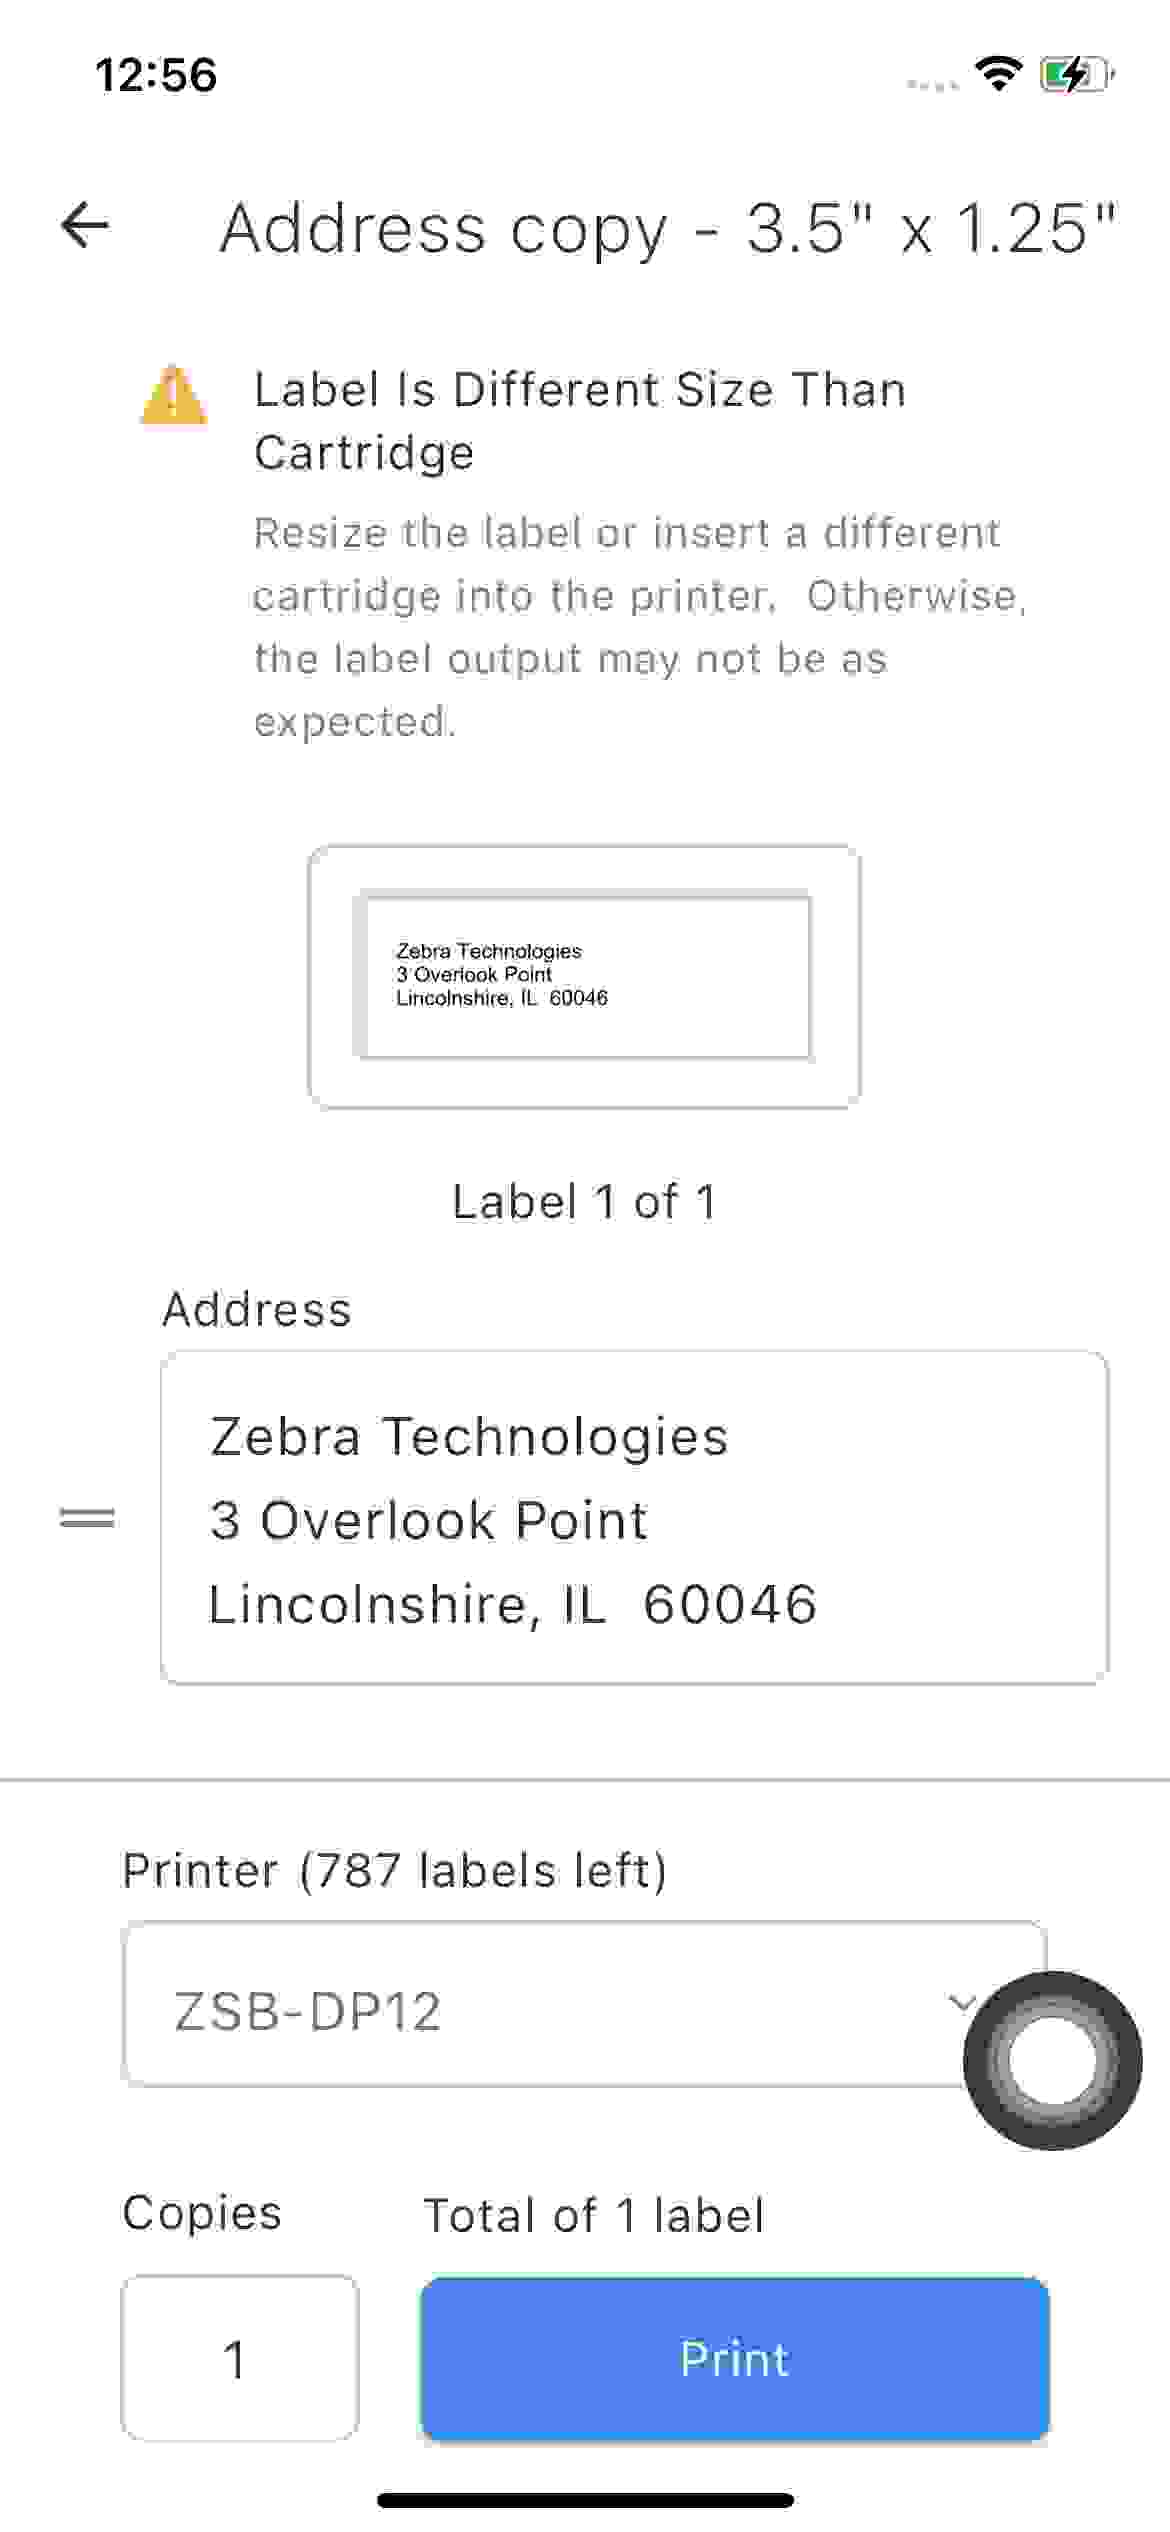 12:56
Address copy - 3.5" x 1.25"
Label Is Different Size Than
Cartridge
Resize the label or insert a different
cartridge into the printer.  Otherwise,
the label output may not be as
expected.
Zebra Technologies
3 Overlook Point
Lincolnshire, IL  60046
Label 1 of 1
Address
Zebra Technologies
3 Overlook Point
Lincolnshire, IL  60046
Printer (787 labels left)
ZSB-DP12
Copies
Total of 1 label
1
Print